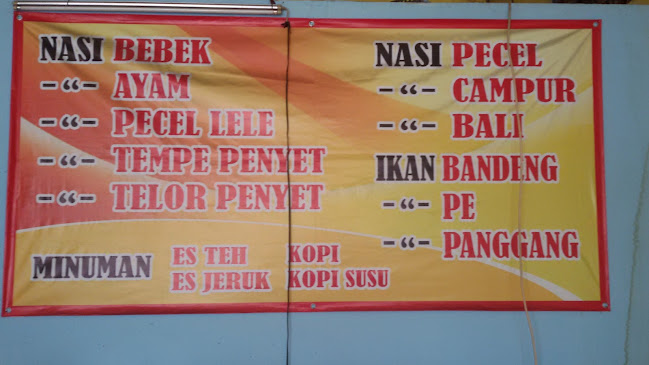 NASI BEBEK
-“- AYAM
-“- PECEL LELE
-“- TEMPE PENYET
-“- TELOR PENYET
NASI PECEL
-“- CAMPUR
-“- BALI
IKAN BANDENG
-“- PE
-“- PANGGANG
MINUMAN ES TEH KOPI
ES JERUK KOPI SUSU